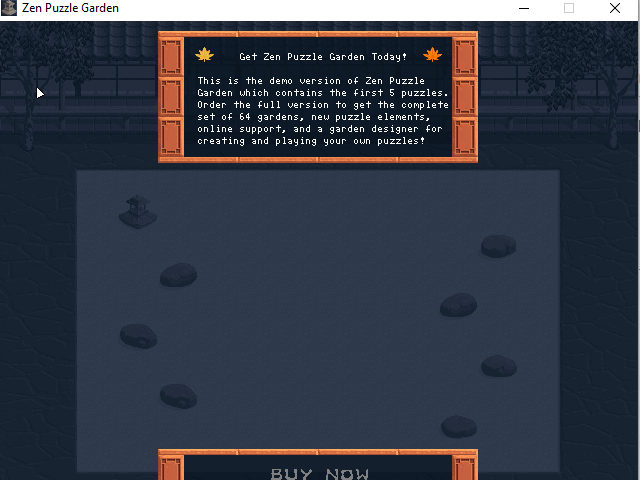 Zen Puzzle Garden
Get Zen Puzzle Garden Today!
This is the demo version of Zen Puzzle
Garden which contains the first 5 puzzles.
Order the full version to get the complete
set of 64 gardens, new puzzle elements,
online support, and a garden designer for
creating and playing your own puzzles!
BUY NOW